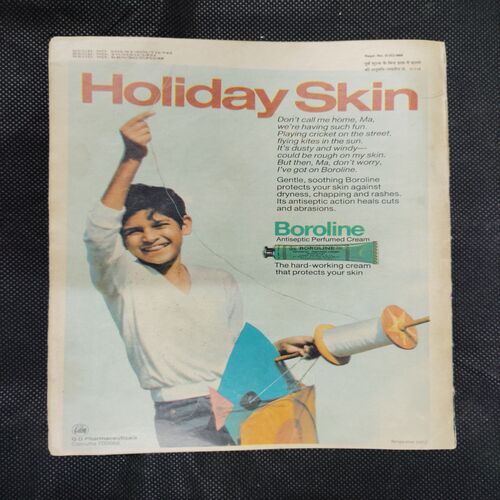 Holiday Skin
Don't call me home, Ma,
we're having such fun.
Playing cricket on the street,
flying kites in the sun.
It's dusty and windy—
could be rough on my skin.
But then, Ma, don't worry,
I've got on Boroline.
Gentle, soothing Boroline
protects your skin against
dryness, chapping and rashes.
Its antiseptic action heals cuts
and abrasions.
Boroline
Antiseptic Perfumed Cream
BOROLINE
The hard-working cream
that protects your skin
G D Pharmaceuticals